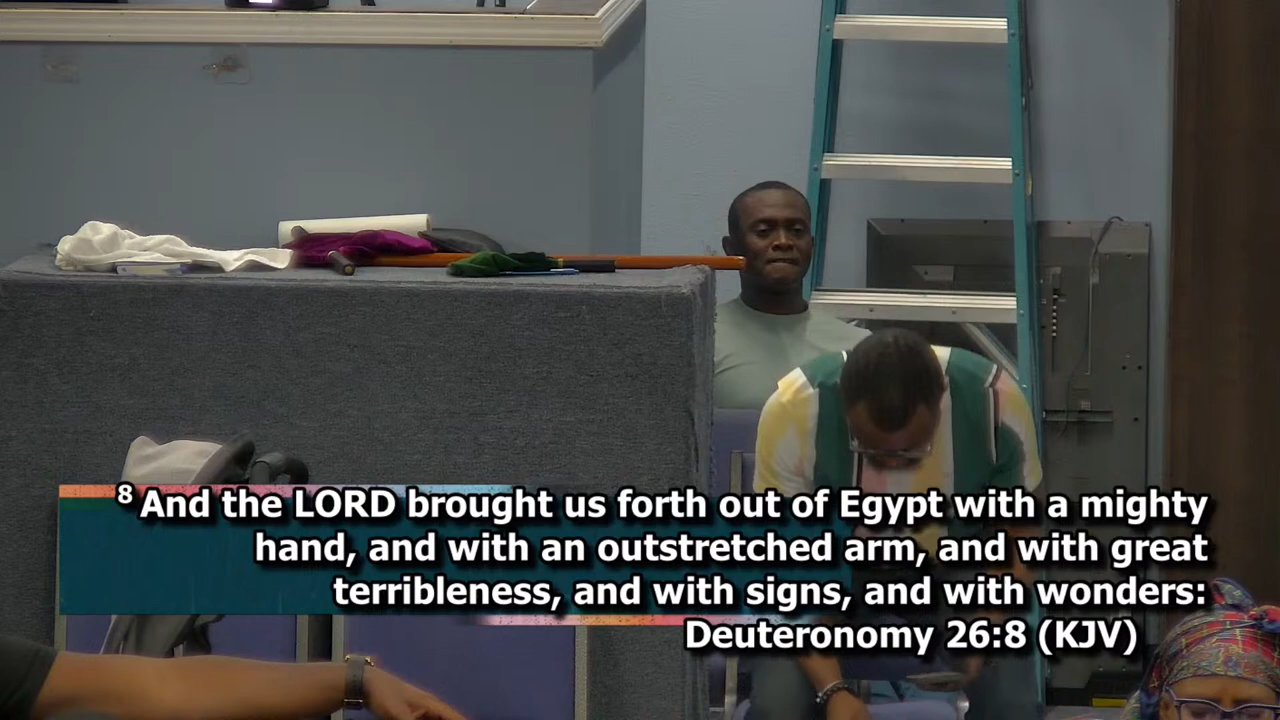 8 And the LORD brought us forth out of Egypt with a mighty
hand, and with an outstretched arm, and with great
terribleness, and with signs, and with wonders:
Deuteronomy 26:8 (KJV)